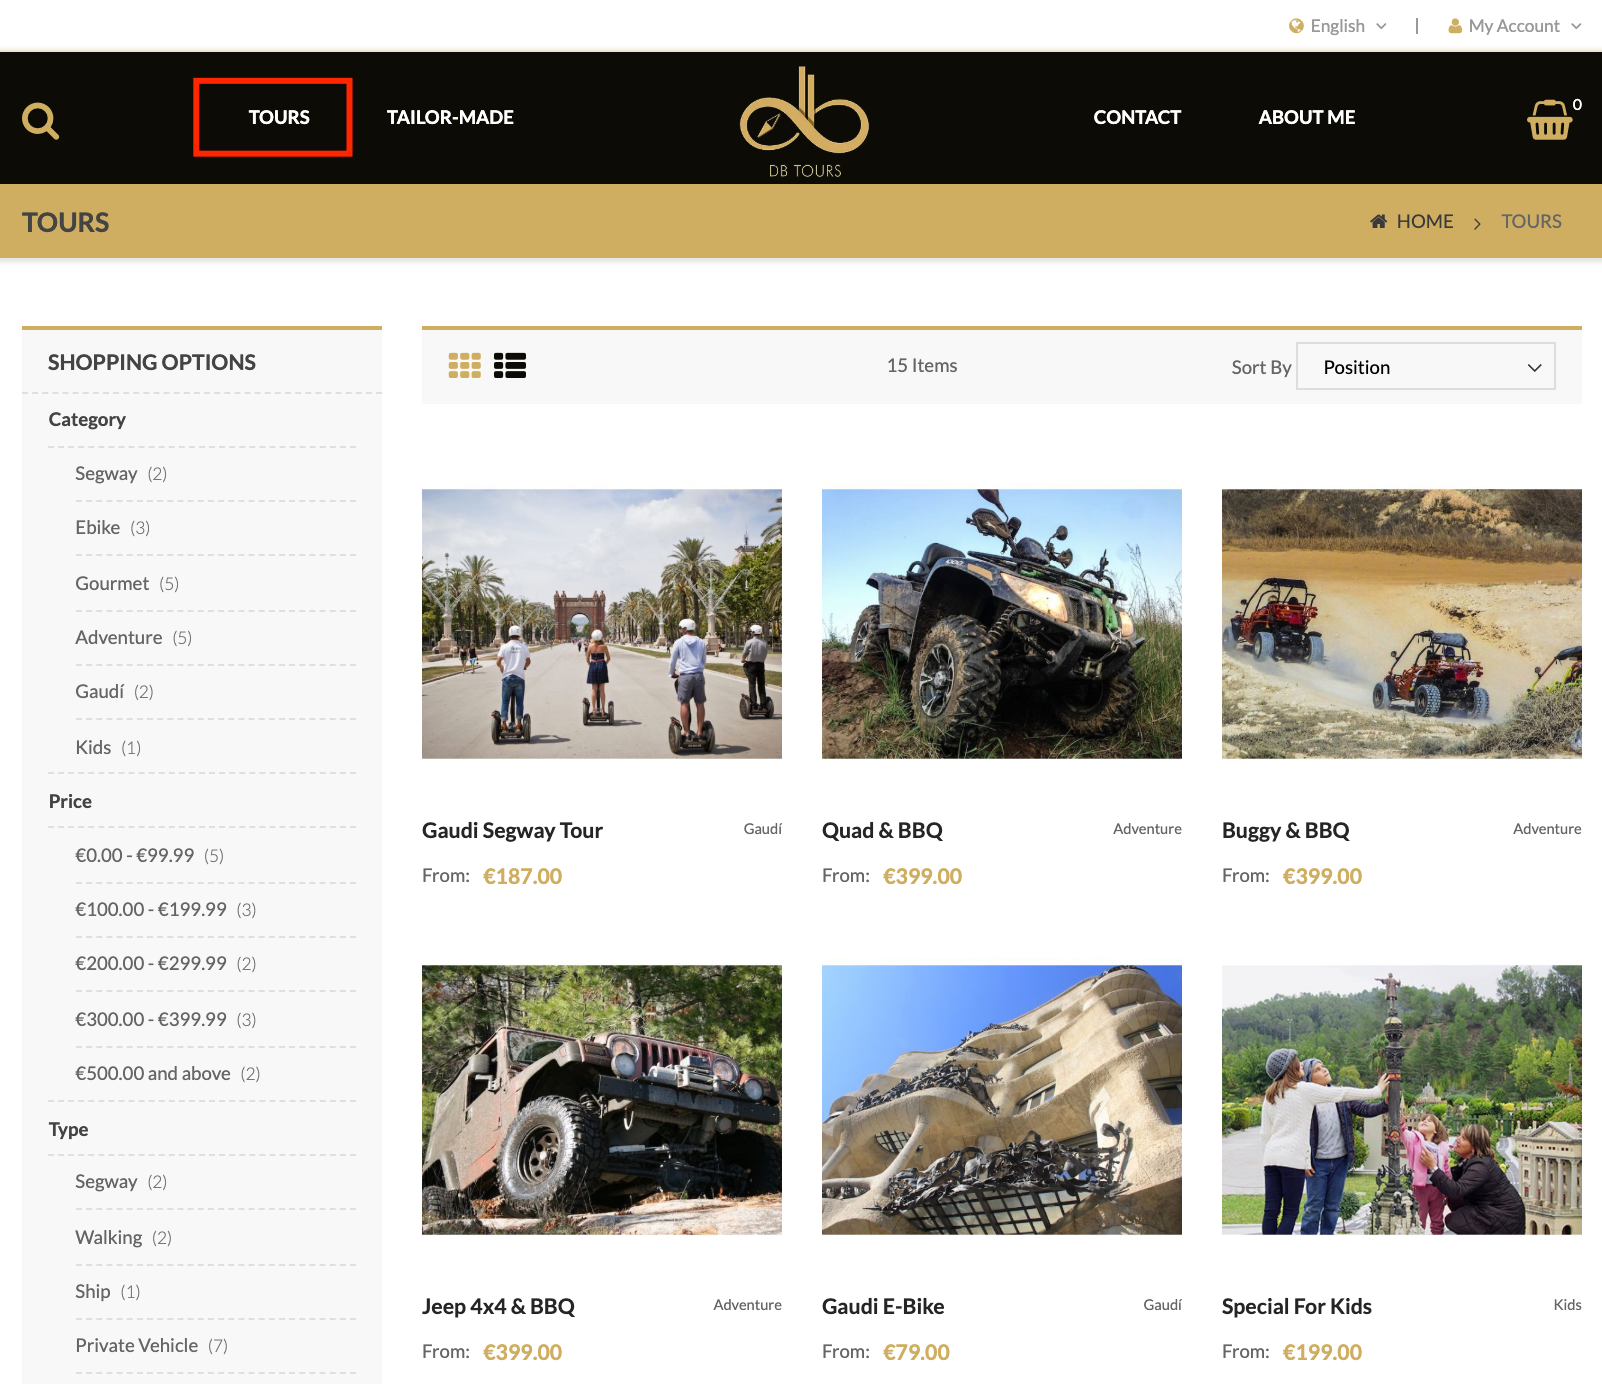 English
|
My Account
TOURS
TAILOR-MADE
DB TOURS
CONTACT
ABOUT ME
0
TOURS
HOME > TOURS
SHOPPING OPTIONS
Category
Segway (2)
Ebike (3)
Gourmet (5)
Adventure (5)
Gaudí (2)
Kids (1)
Price
€0.00 - €99.99 (5)
€100.00 - €199.99 (3)
€200.00 - €299.99 (2)
€300.00 - €399.99 (3)
€500.00 and above (2)
Type
Segway (2)
Walking (2)
Ship (1)
Private Vehicle (7)
15 Items
Sort By Position
Gaudi Segway Tour
Gaudí
From: €187.00
Quad & BBQ
Adventure
From: €399.00
Buggy & BBQ
Adventure
From: €399.00
Jeep 4x4 & BBQ
Adventure
From: €399.00
Gaudi E-Bike
Gaudí
From: €79.00
Special For Kids
Kids
From: €199.00